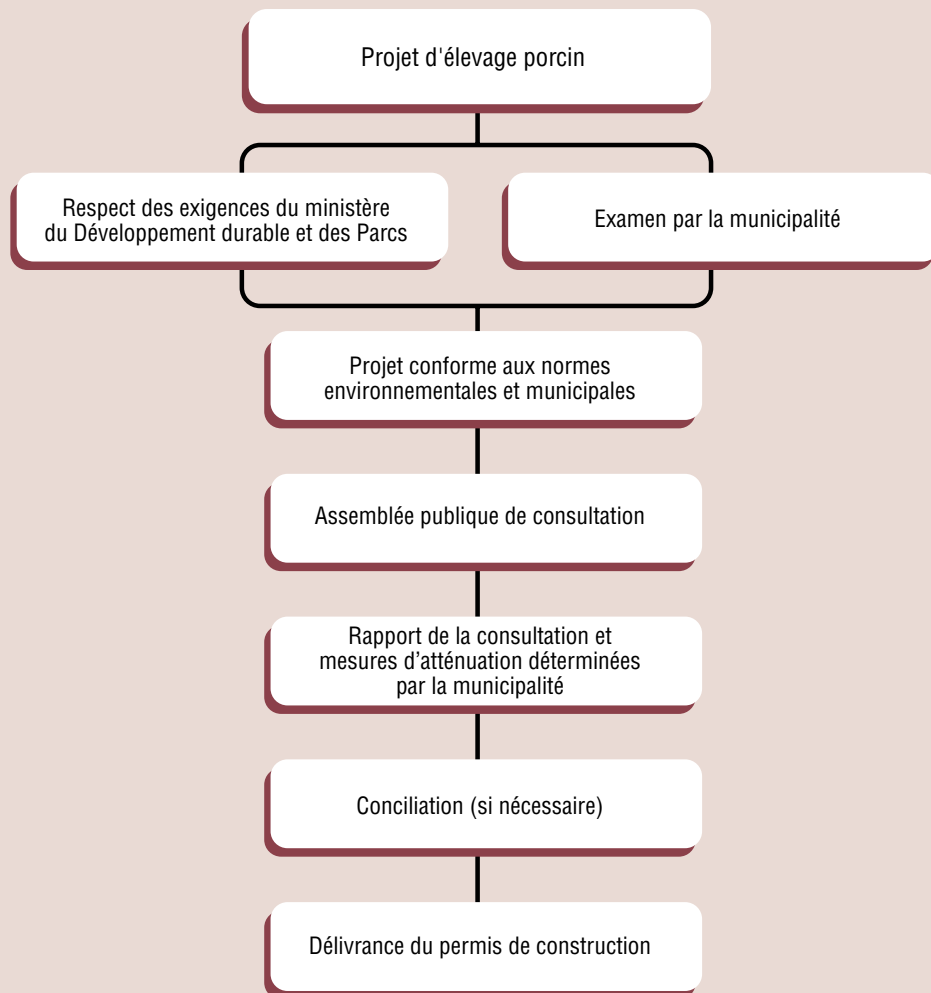 Projet d'élevage porcin
Respect des exigences du ministère
du Développement durable et des Parcs
Examen par la municipalité
Projet conforme aux normes
environnementales et municipales
Assemblée publique de consultation
Rapport de la consultation et
mesures d’atténuation déterminées
par la municipalité
Conciliation (si nécessaire)
Délivrance du permis de construction